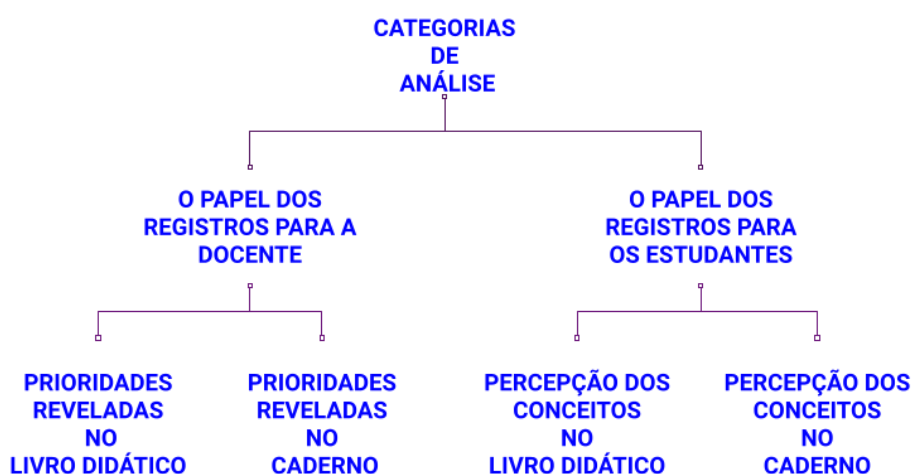 CATEGORIAS
DE
ANÁLISE
O PAPEL DOS
REGISTROS PARA A
DOCENTE
O PAPEL DOS
REGISTROS PARA
OS ESTUDANTES
PRIORIDADES
REVELADAS
NO
LIVRO DIDÁTICO
PRIORIDADES
REVELADAS
NO
CADERNO
PERCEPÇÃO DOS
CONCEITOS
NO
LIVRO DIDÁTICO
PERCEPÇÃO DOS
CONCEITOS
NO
CADERNO